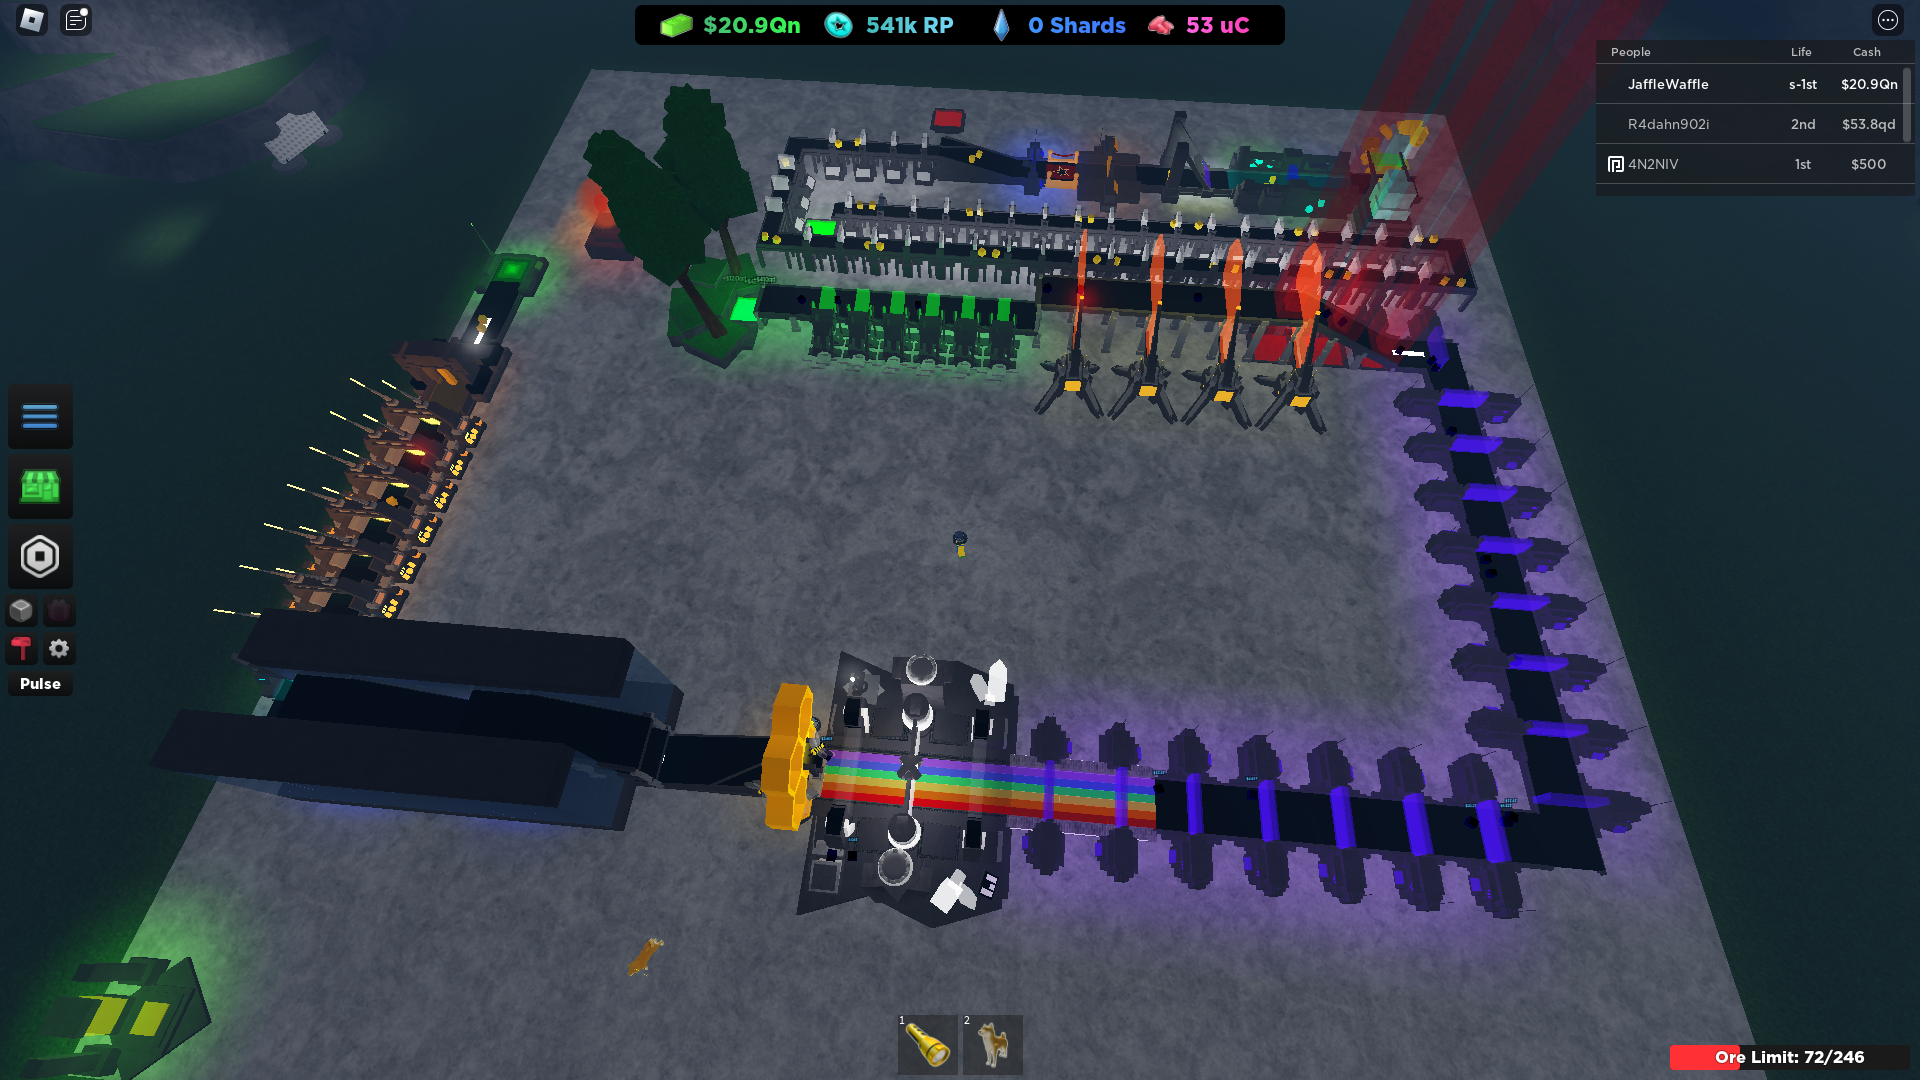 $20.9Qn 541k RP 0 Shards 53 uC
People Life Cash
JaffleWaffle s-1st $20.9Qn
R4dahn902i 2nd $53.8qd
4N2NIV 1st $500
Pulse
1 2
Ore Limit: 72/246